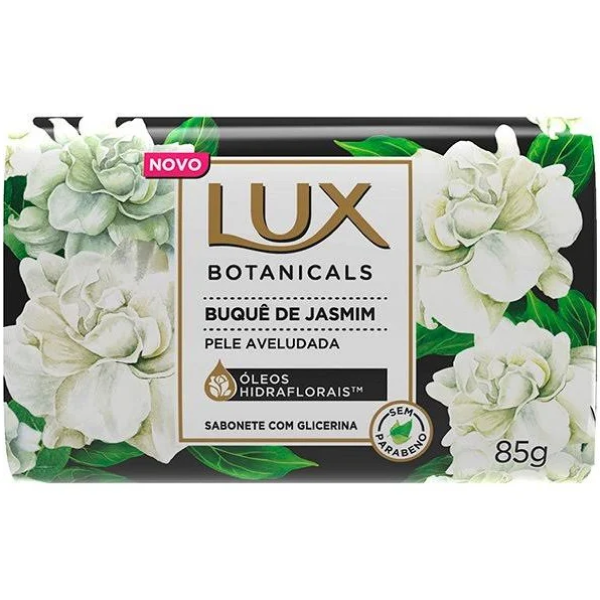 NOVO
LUX
BOTANICALS
BUQUÊ DE JASMIM
PELE AVELUDADA
ÓLEOS
HIDRAFLORAIS™
SABONETE COM GLICERINA
SEM
PARABENO
85g